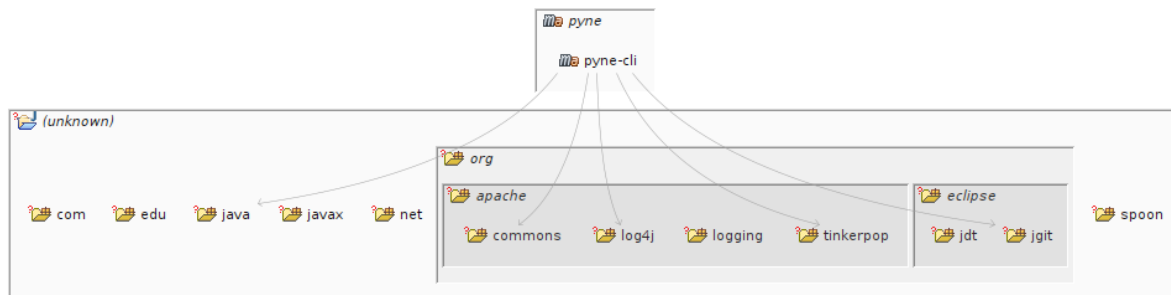 pyne
pyne-cli
(unknown)
org
apache
eclipse
com
edu
java
javax
net
commons
log4j
logging
tinkerpop
jdt
jgit
spoon